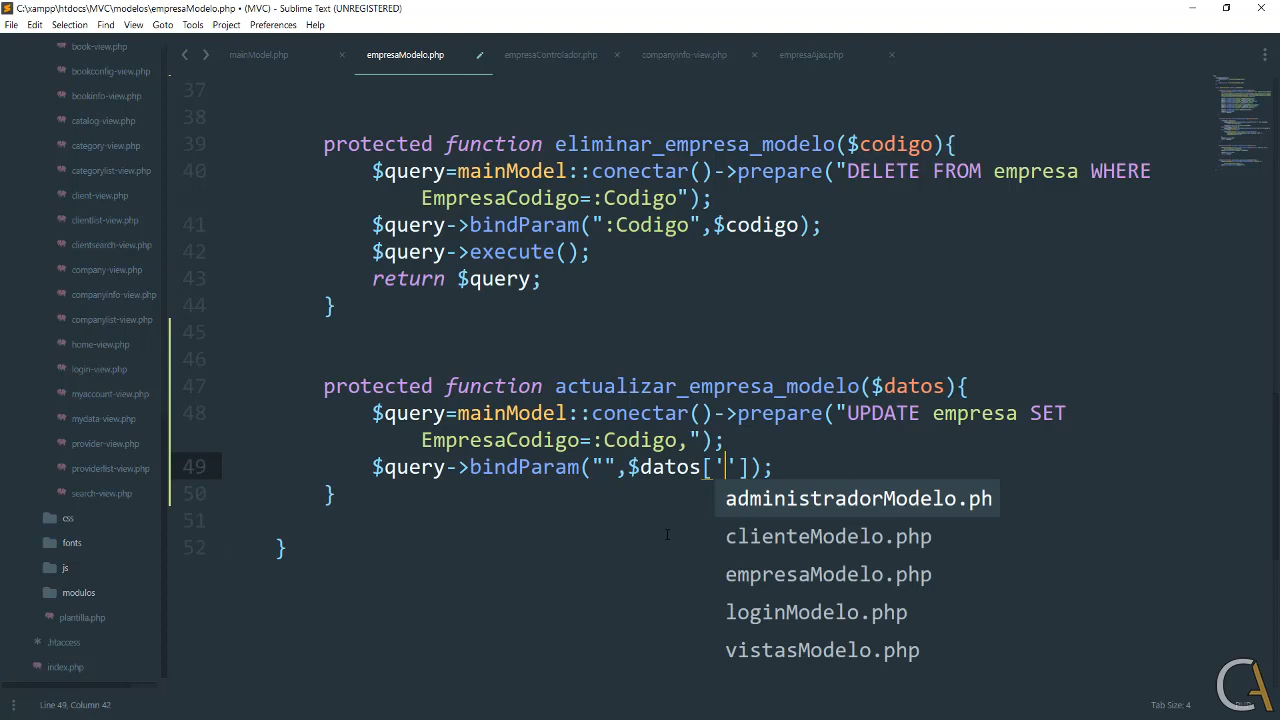 C:\xampp\htdocs\MVC\modelos\empresaModelo.php • (MVC) - Sublime Text (UNREGISTERED)
File Edit Selection Find View Goto Tools Project Preferences Help
mainModel.php empresaModelo.php empresaControlador.php companyinfo-view.php empresaAjax.php
book-view.php
bookconfig-view.php
bookinfo-view.php
catalog-view.php
category-view.php
categorylist-view.php
client-view.php
clientlist-view.php
clientsearch-view.php
company-view.php
companyinfo-view.php
companylist-view.php
home-view.php
login-view.php
myaccount-view.php
mydata-view.php
provider-view.php
providerlist-view.php
search-view.php
css
fonts
js
modulos
plantilla.php
.htaccess
index.php
37
38
39 protected function eliminar_empresa_modelo($codigo){
40 $query=mainModel::conectar()->prepare("DELETE FROM empresa WHERE
EmpresaCodigo=:Codigo");
41 $query->bindParam(":Codigo",$codigo);
42 $query->execute();
43 return $query;
44 }
45
46
47 protected function actualizar_empresa_modelo($datos){
48 $query=mainModel::conectar()->prepare("UPDATE empresa SET
EmpresaCodigo=:Codigo,");
49 $query->bindParam("",$datos['']);
50 }
51
52 }
administradorModelo.ph
clienteModelo.php
empresaModelo.php
loginModelo.php
vistasModelo.php
Line 49, Column 42
Tab Size: 4
CA